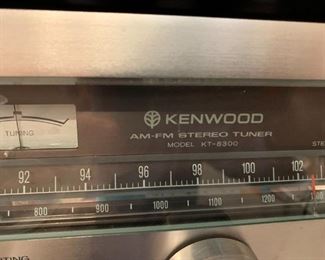 KENWOOD
TUNING
AM-FM STEREO TUNER
MODEL KT-8300
92 94 96 98 100 102
800 900 1000 1100 1200